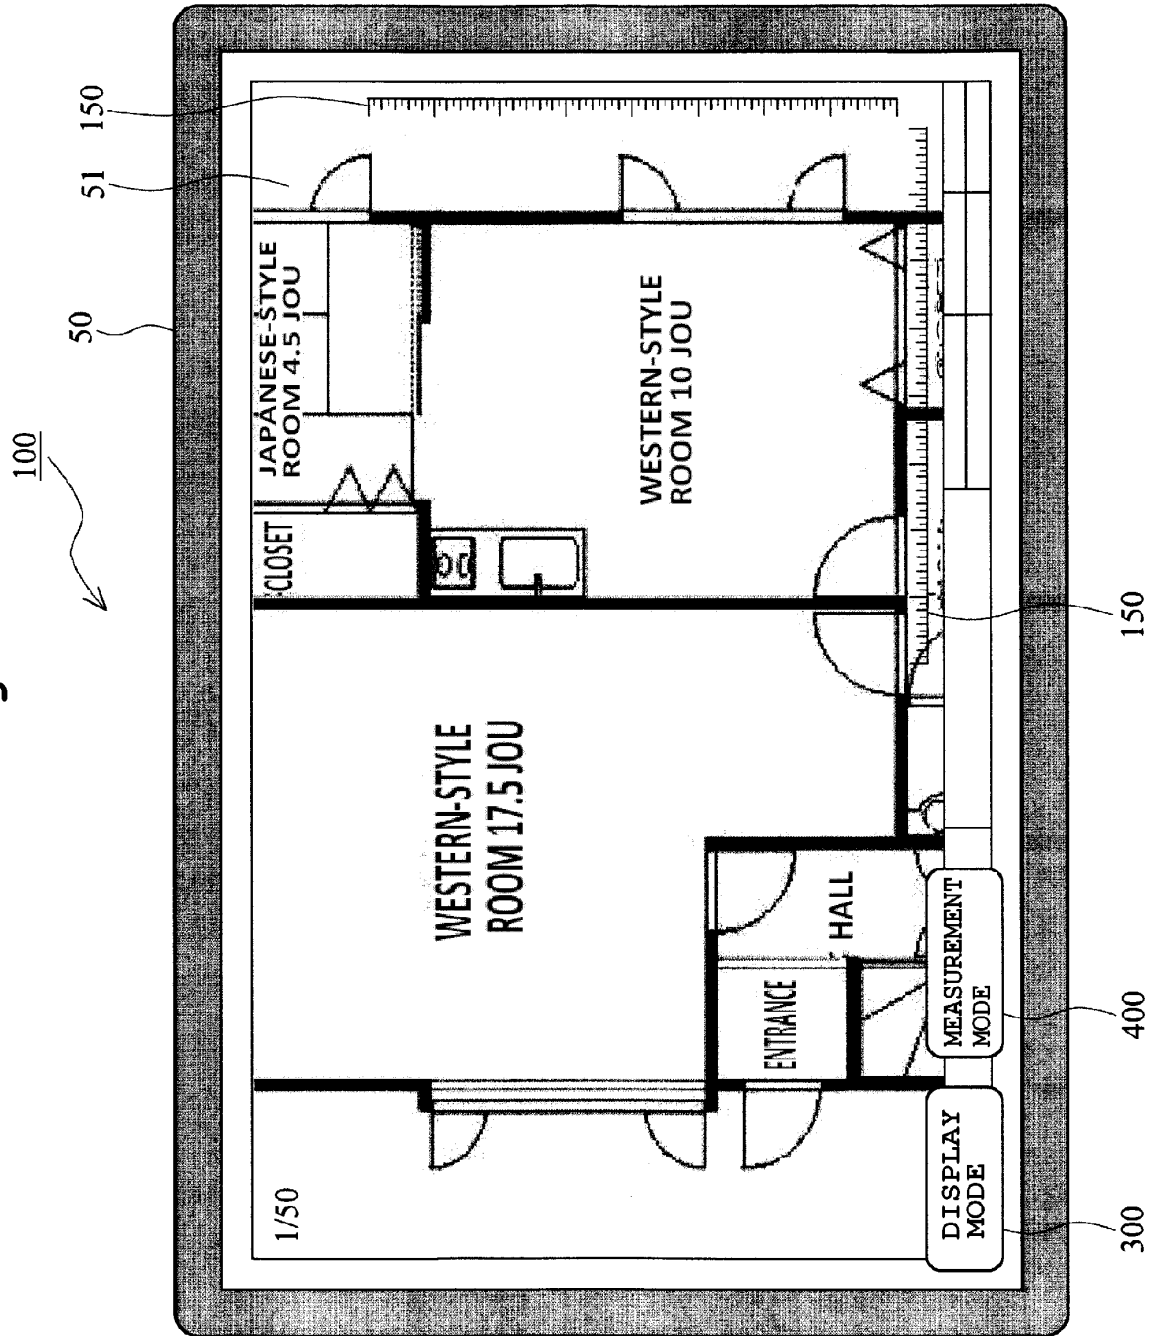 100
50
51
150
1/50
CLOSET
JAPANESE-STYLE
ROOM 4.5 JOU
WESTERN-STYLE
ROOM 17.5 JOU
WESTERN-STYLE
ROOM 10 JOU
ENTRANCE
HALL
DISPLAY
MODE
MEASUREMENT
MODE
300
400
150